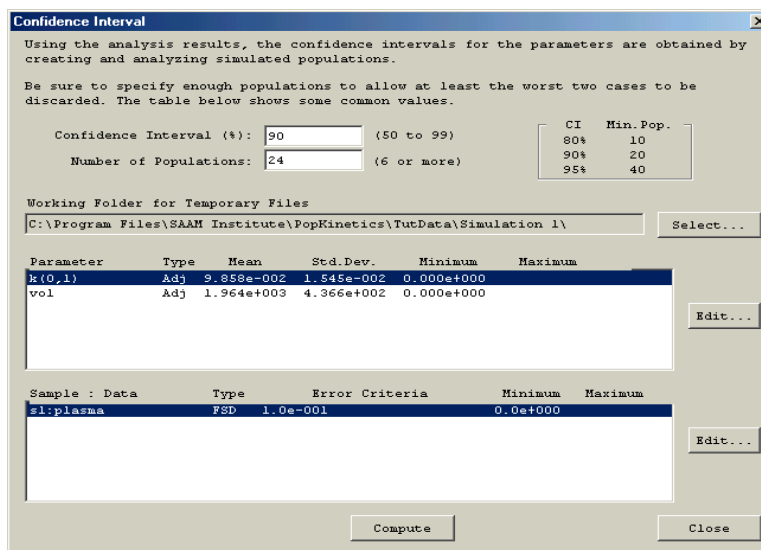 Confidence Interval
Using the analysis results, the confidence intervals for the parameters are obtained by
creating and analyzing simulated populations.
Be sure to specify enough populations to allow at least the worst two cases to be
discarded. The table below shows some common values.
Confidence Interval (%): 90 (50 to 99)
Number of Populations: 24 (6 or more)
CI Min.Pop.
80% 10
90% 20
95% 40
Working Folder for Temporary Files
C:\Program Files\SAAM Institute\PopKinetics\TutData\Simulation 1\
Select...
Parameter Type Mean Std.Dev. Minimum Maximum
k(0,1) Adj 9.858e-002 1.545e-002 0.000e+000
vol Adj 1.964e+003 4.366e+002 0.000e+000
Edit...
Sample : Data Type Error Criteria Minimum Maximum
s1:plasma FSD 1.0e-001 0.0e+000
Edit...
Compute
Close